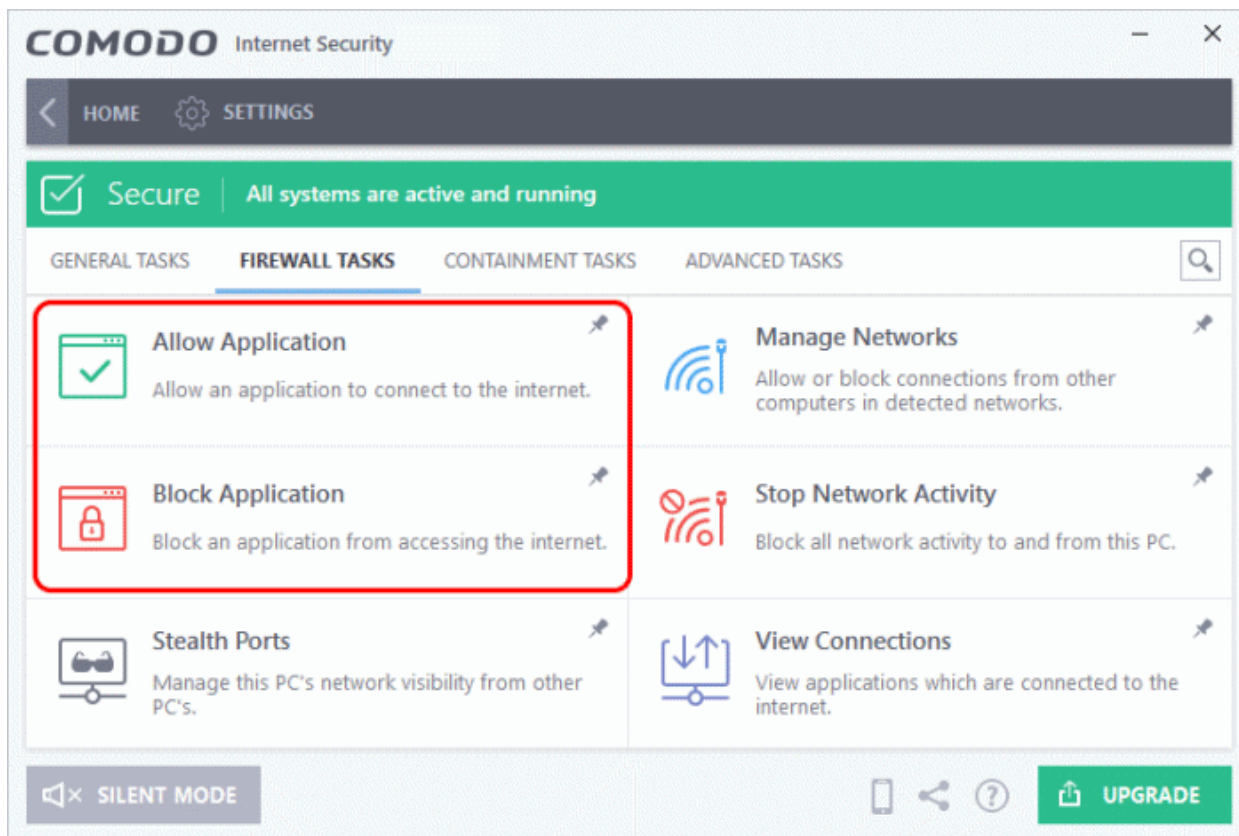 COMODO Internet Security
HOME SETTINGS
Secure All systems are active and running
GENERAL TASKS FIREWALL TASKS CONTAINMENT TASKS ADVANCED TASKS
Allow Application
Allow an application to connect to the internet.
Manage Networks
Allow or block connections from other
computers in detected networks.
Block Application
Block an application from accessing the internet.
Stop Network Activity
Block all network activity to and from this PC.
Stealth Ports
Manage this PC's network visibility from other
PC's.
View Connections
View applications which are connected to the
internet.
SILENT MODE
UPGRADE